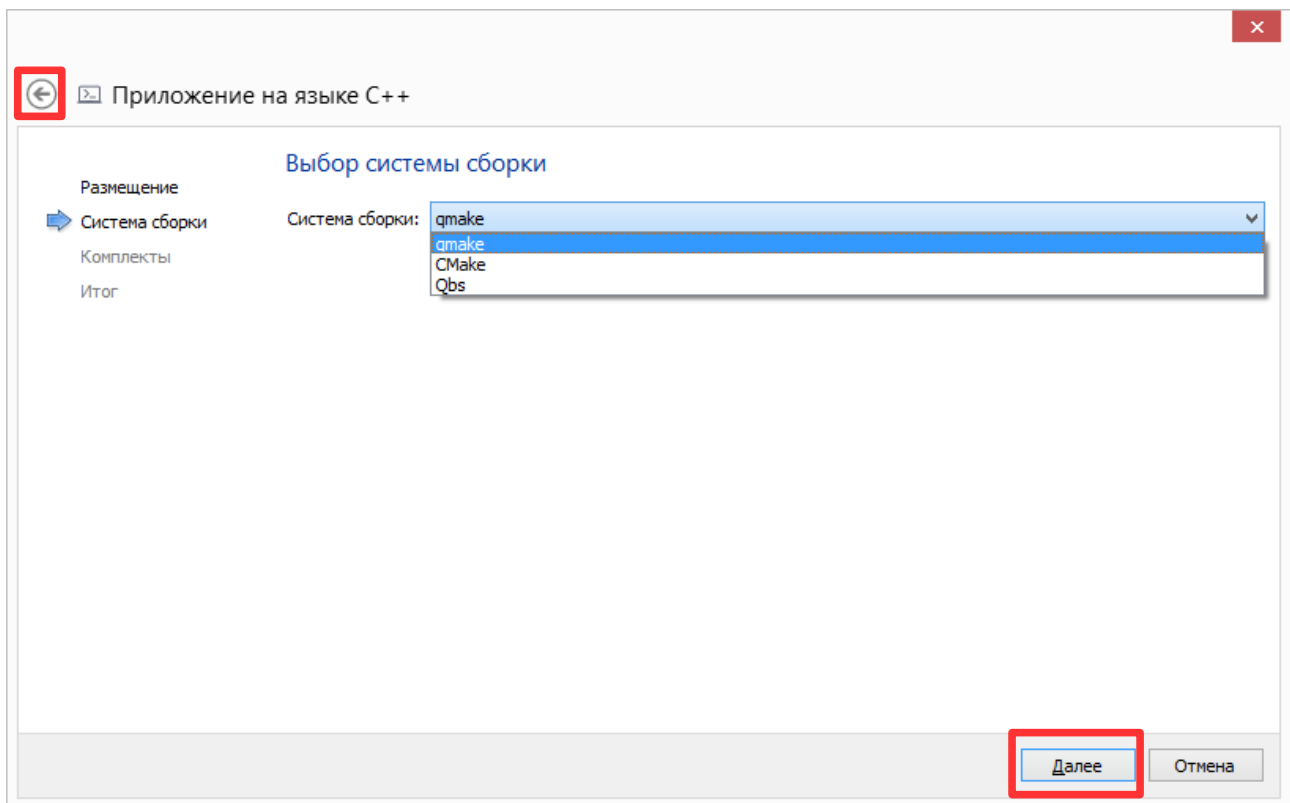 Приложение на языке C++
Выбор системы сборки
Размещение
Система сборки
Комплекты
Итог
Система сборки: qmake
qmake
CMake
Qbs
Далее
Отмена